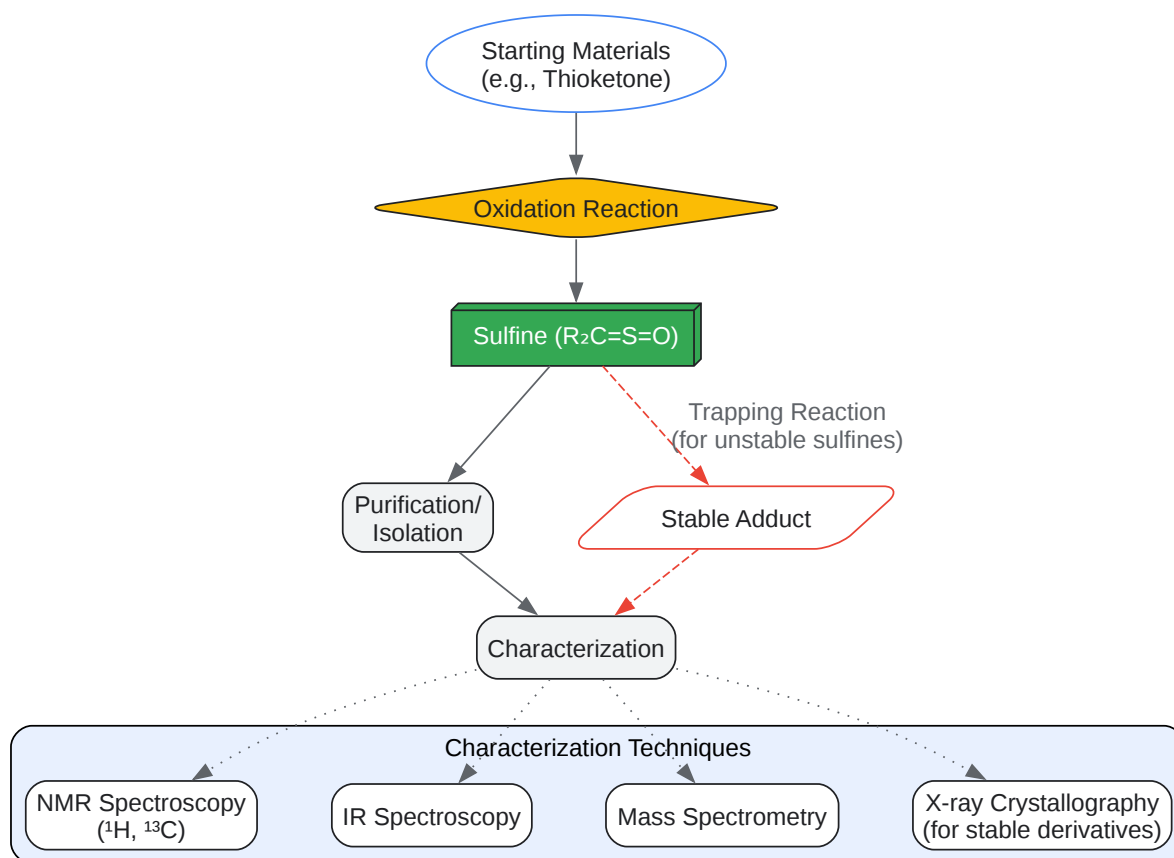 Starting Materials
(e.g., Thioketone)
Oxidation Reaction
Sulfine (R₂C=S=O)
Trapping Reaction
(for unstable sulfines)
Purification/
Isolation
Stable Adduct
Characterization
Characterization Techniques
NMR Spectroscopy
(¹H, ¹³C)
IR Spectroscopy
Mass Spectrometry
X-ray Crystallography
(for stable derivatives)